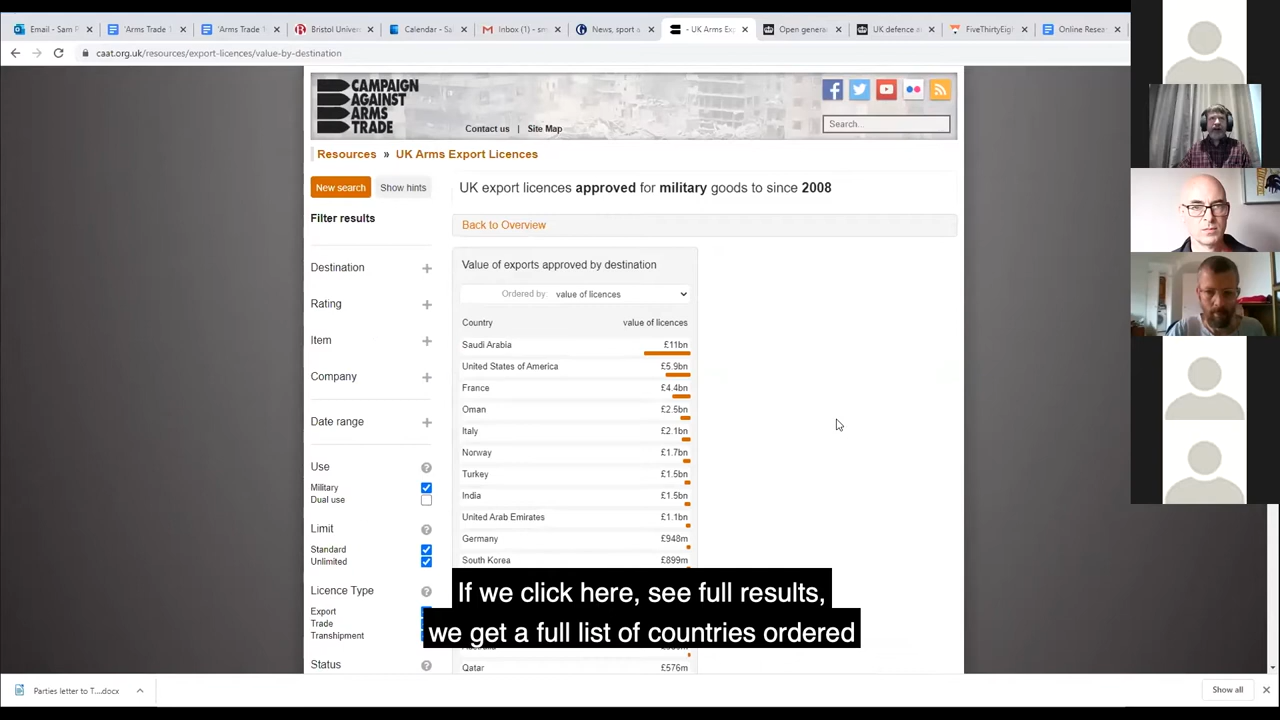 Email - Sam P
'Arms Trade
'Arms Trade
Bristol Univer
Calendar - Sa
Inbox (1) - sm
News, sport o
- UK Arms Exp
Open genera
UK defence a
FiveThirtyEig
Online Resea
caat.org.uk/resources/export-licences/value-by-destination
CAMPAIGN
AGAINST
ARMS
TRADE
Contact us | Site Map
Search...
Resources » UK Arms Export Licences
New search
Show hints
UK export licences approved for military goods to since 2008
Filter results
Back to Overview
Destination
Rating
Item
Company
Date range
Use
Military
Dual use
Limit
Standard
Unlimited
Licence Type
Export
Trade
Transhipment
Status
Value of exports approved by destination
Ordered by: value of licences
Country value of licences
Saudi Arabia £11bn
United States of America £5.9bn
France £4.4bn
Oman £2.5bn
Italy £2.1bn
Norway £1.7bn
Turkey £1.5bn
India £1.5bn
United Arab Emirates £1.1bn
Germany £948m
South Korea £899m
Qatar £576m
If we click here, see full results,
we get a full list of countries ordered
Parties letter to T....docx
Show all